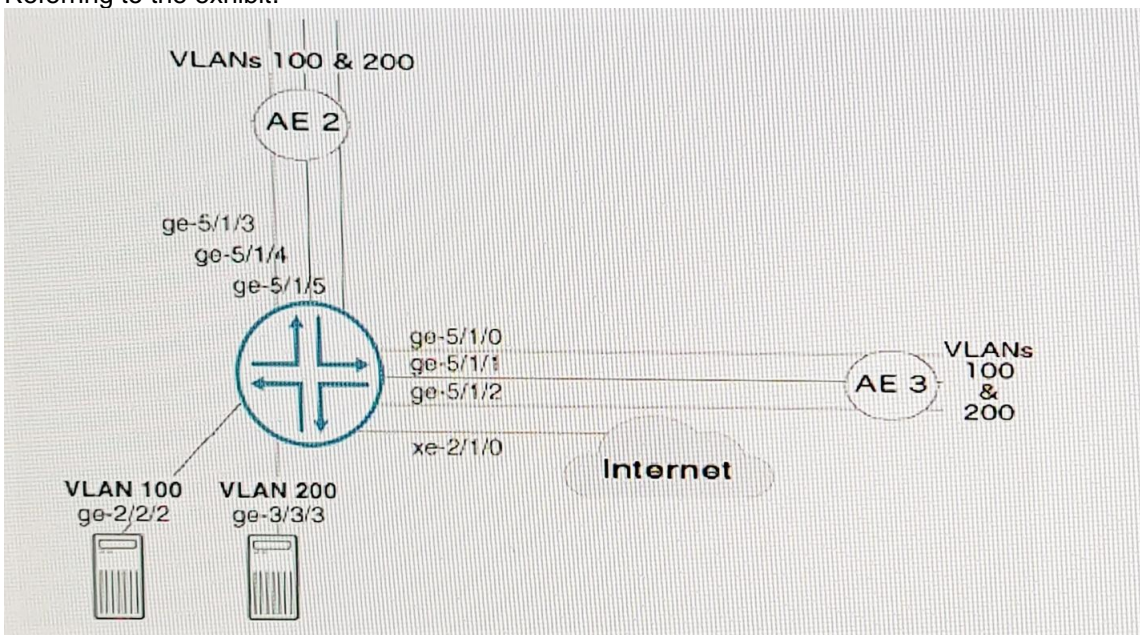 Referring to the exhibit.
VLANs 100 & 200
AE 2
ge-5/1/3
ge-5/1/4
ge-5/1/5
ge-5/1/0
ge-5/1/1
ge-5/1/2
xe-2/1/0
AE 3
VLANs
100
&
200
Internet
VLAN 100
ge-2/2/2
VLAN 200
ge-3/3/3